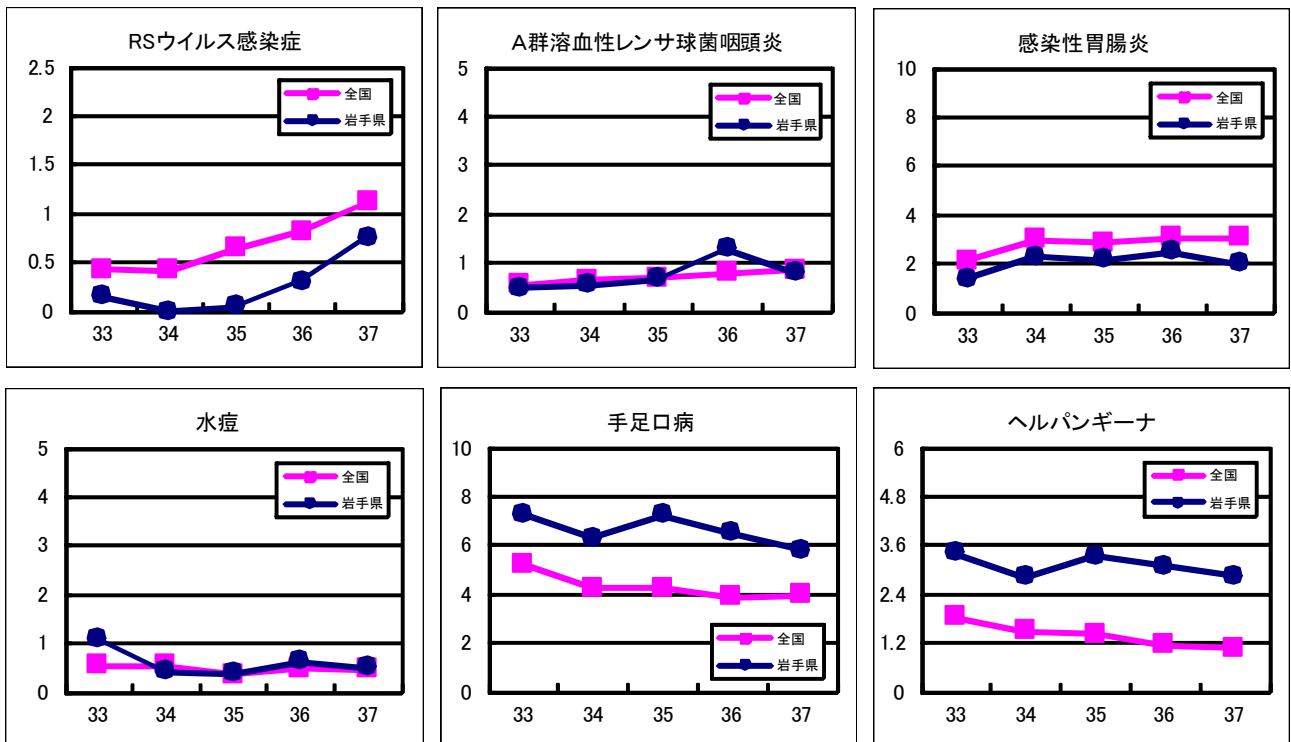 RSウイルス感染症
2.5
2
1.5
1
0.5
0
全国
岩手県
33 34 35 36 37
A群溶血性レンサ球菌咽頭炎
5
4
3
2
1
0
全国
岩手県
33 34 35 36 37
感染性胃腸炎
10
8
6
4
2
0
全国
岩手県
33 34 35 36 37
水痘
5
4
3
2
1
0
全国
岩手県
33 34 35 36 37
手足口病
10
8
6
4
2
0
全国
岩手県
33 34 35 36 37
ヘルパンギーナ
6
4.8
3.6
2.4
1.2
0
全国
岩手県
33 34 35 36 37